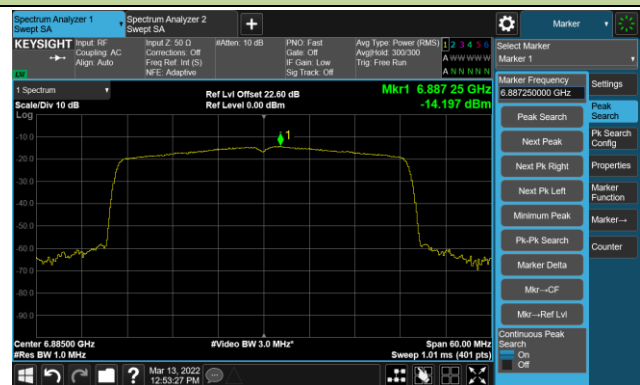 Spectrum Analyzer 1
Swept SA
Spectrum Analyzer 2
Swept SA
Marker
KEYSIGHT
Input: RF
Coupling: AC
Align: Auto
Input Z: 50 Ω
Corrections: Off
Freq Ref: Int (S)
NFE: Adaptive
#Atten: 10 dB
PNO: Fast
Gate: Off
IF Gain: Low
Sig Track: Off
Avg Type: Power (RMS)
Avg|Hold: 300/300
Trig: Free Run
1 2 3 4 5 6
A W W W W W
A N N N N N
LXI
Select Marker
Marker 1
1 Spectrum
Scale/Div 10 dB
Log
Ref Lvl Offset 22.60 dB
Ref Level 0.00 dBm
Mkr1 6.887 25 GHz
-14.197 dBm
1
-10.0
-20.0
-30.0
-40.0
-50.0
-60.0
-70.0
-80.0
-90.0
Center 6.88500 GHz
#Res BW 1.0 MHz
#Video BW 3.0 MHz*
Span 60.00 MHz
Sweep 1.01 ms (401 pts)
Marker Frequency
6.887250000 GHz
Peak Search
Next Peak
Next Pk Right
Next Pk Left
Minimum Peak
Pk-Pk Search
Marker Delta
Mkr→CF
Mkr→Ref Lvl
Continuous Peak
Search
On
Off
Settings
Peak
Search
Pk Search
Config
Properties
Marker
Function
Marker→
Counter
?
Mar 13, 2022
12:53:27 PM